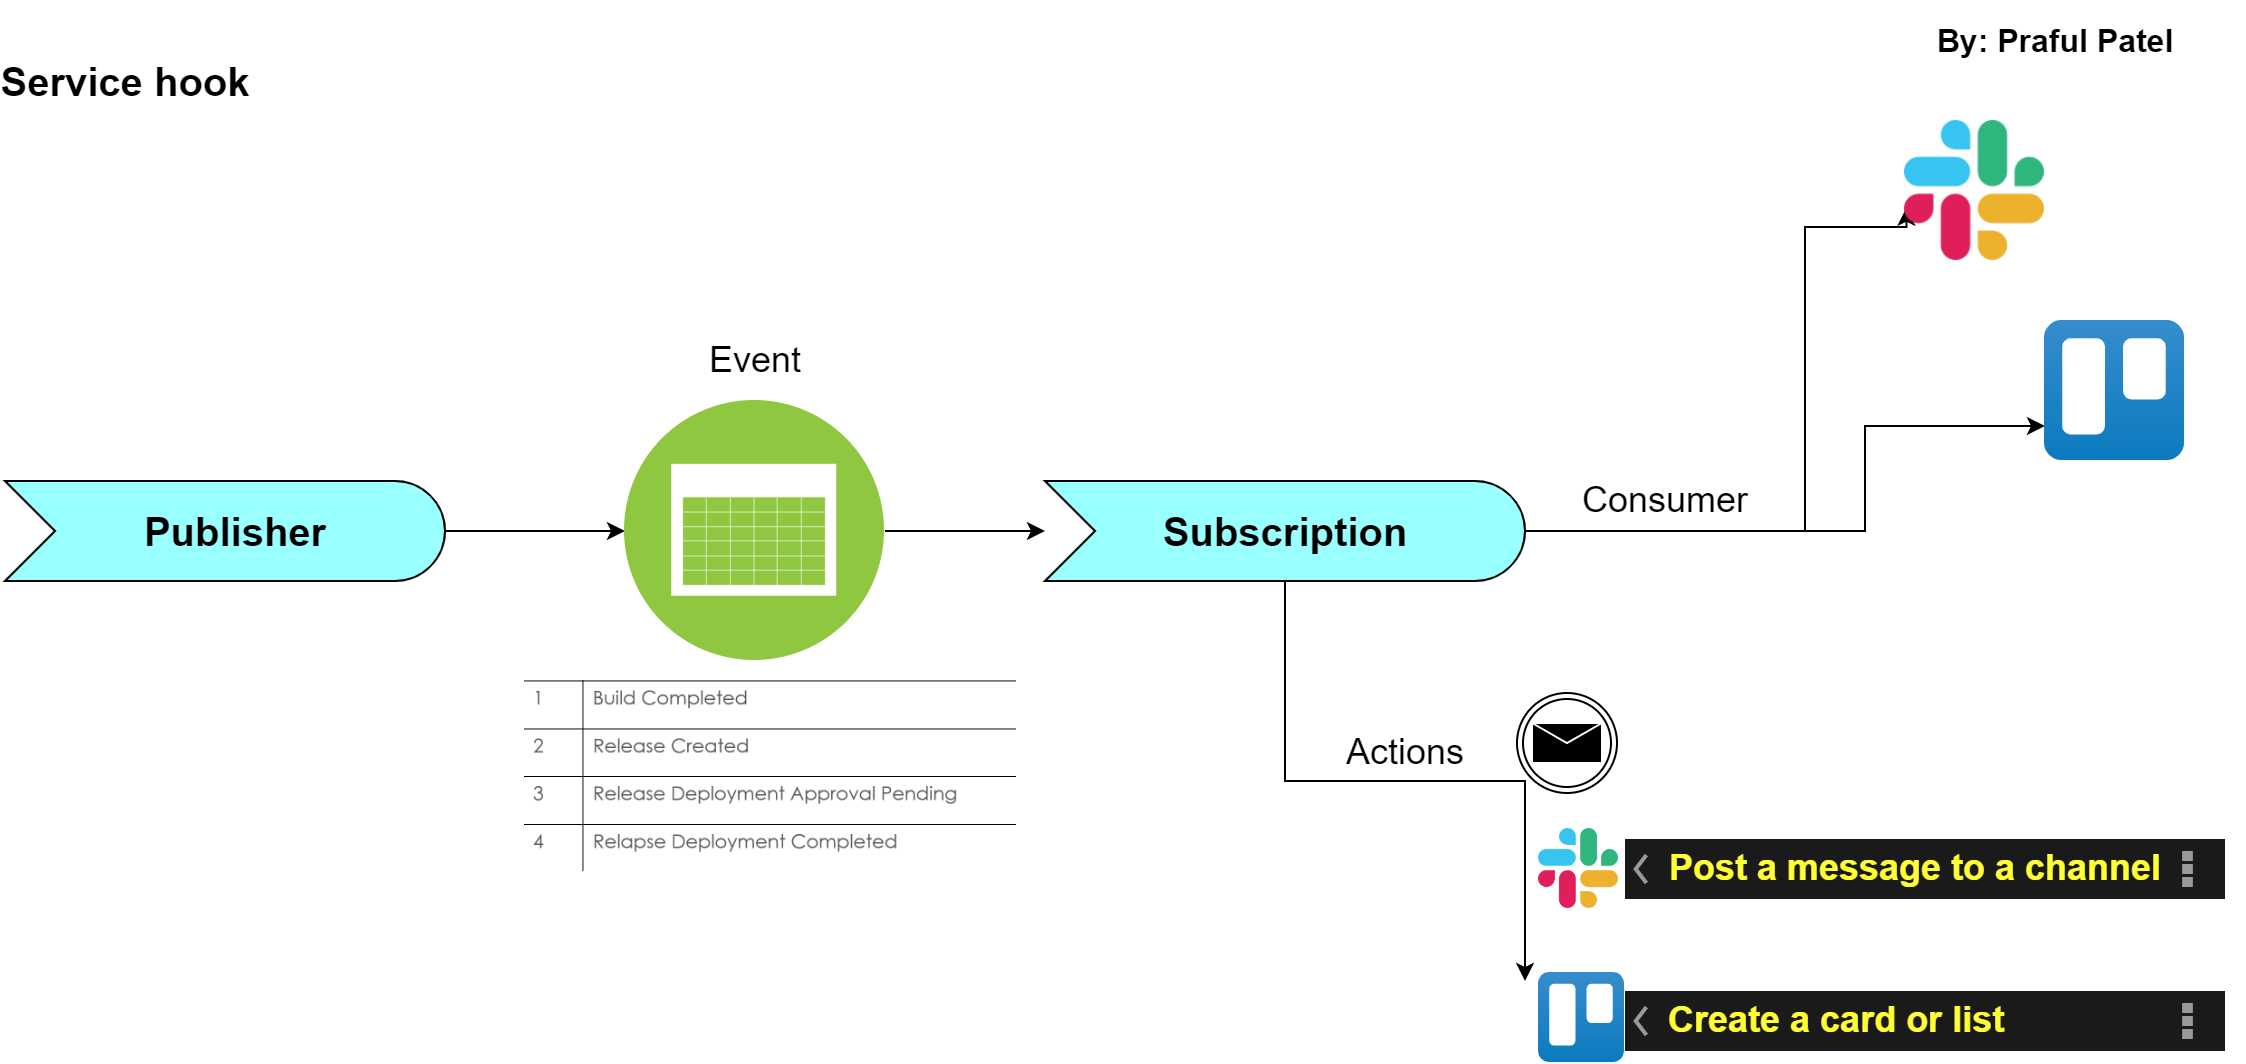 By: Praful Patel
Service hook
Event
Publisher
Subscription
Consumer
1 Build Completed
2 Release Created
3 Release Deployment Approval Pending
4 Relapse Deployment Completed
Actions
Post a message to a channel
Create a card or list